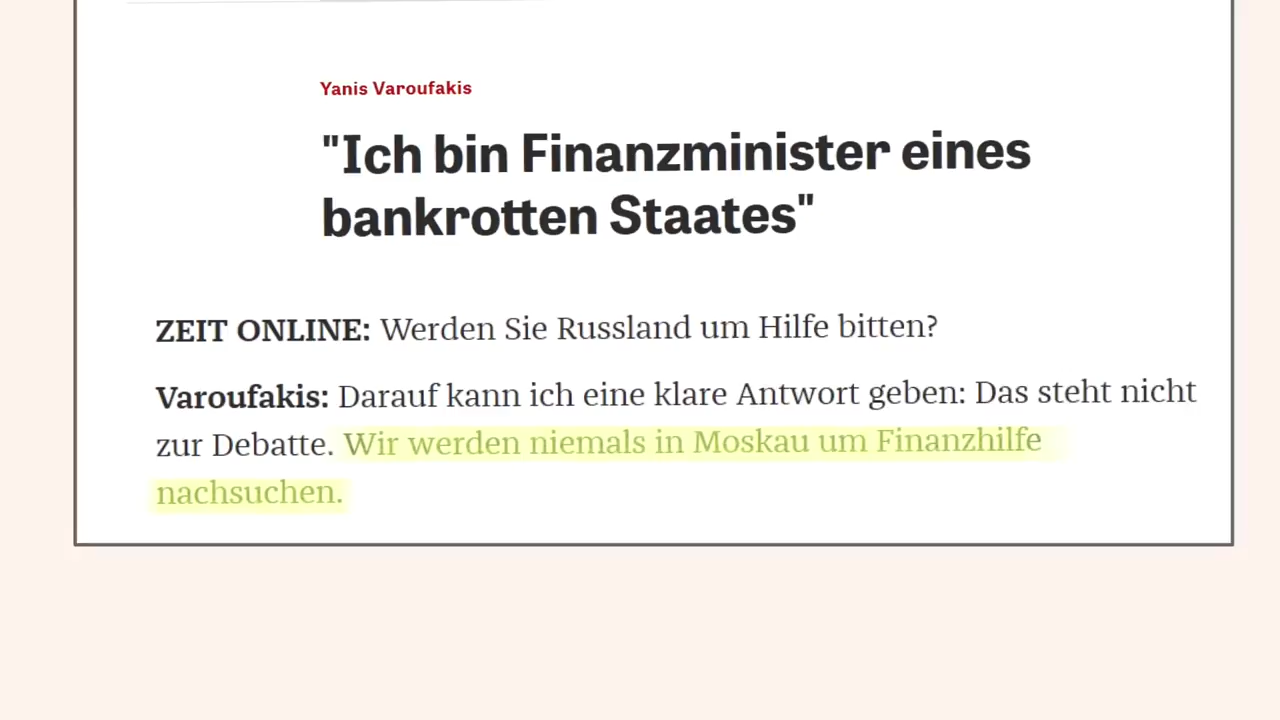 Yanis Varoufakis
"Ich bin Finanzminister eines
bankrotten Staates"
ZEIT ONLINE: Werden Sie Russland um Hilfe bitten?
Varoufakis: Darauf kann ich eine klare Antwort geben: Das steht nicht
zur Debatte. Wir werden niemals in Moskau um Finanzhilfe
nachsuchen.